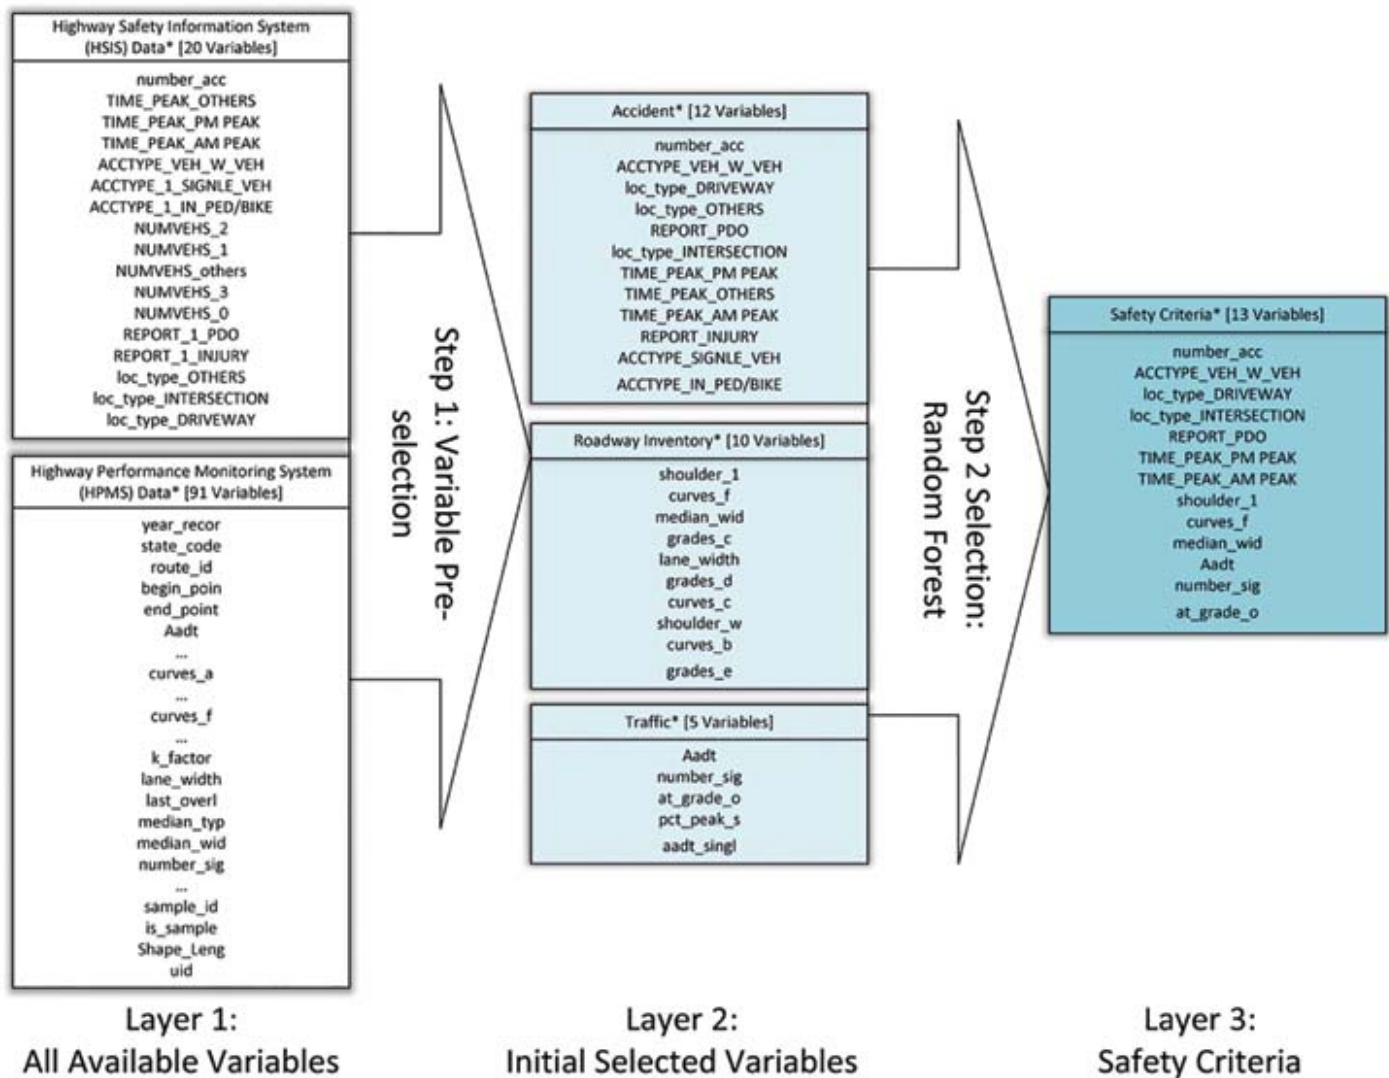 Highway Safety Information System
(HSIS) Data* [20 Variables]
number_acc
TIME_PEAK_OTHERS
TIME_PEAK_PM PEAK
TIME_PEAK_AM PEAK
ACCTYPE_VEH_W_VEH
ACCTYPE_1_SIGNLE_VEH
ACCTYPE_1_IN_PED/BIKE
NUMVEHS_2
NUMVEHS_1
NUMVEHS_others
NUMVEHS_3
NUMVEHS_0
REPORT_1_PDO
REPORT_1_INJURY
loc_type_OTHERS
loc_type_INTERSECTION
loc_type_DRIVEWAY
Highway Performance Monitoring System
(HPMS) Data* [91 Variables]
year_recor
state_code
route_id
begin_poin
end_point
Aadt
...
curves_a
...
curves_f
...
k_factor
lane_width
last_overl
median_typ
median_wid
number_sig
...
sample_id
is_sample
Shape_Leng
uid
Layer 1:
All Available Variables
Step 1: Variable Pre-
selection
Accident* [12 Variables]
number_acc
ACCTYPE_VEH_W_VEH
loc_type_DRIVEWAY
loc_type_OTHERS
REPORT_PDO
loc_type_INTERSECTION
TIME_PEAK_PM PEAK
TIME_PEAK_OTHERS
TIME_PEAK_AM PEAK
REPORT_INJURY
ACCTYPE_SIGNLE_VEH
ACCTYPE_IN_PED/BIKE
Roadway Inventory* [10 Variables]
shoulder_1
curves_f
median_wid
grades_c
lane_width
grades_d
curves_c
shoulder_w
curves_b
grades_e
Traffic* [5 Variables]
Aadt
number_sig
at_grade_o
pct_peak_s
aadt_singl
Layer 2:
Initial Selected Variables
Step 2 Selection:
Random Forest
Safety Criteria* [13 Variables]
number_acc
ACCTYPE_VEH_W_VEH
loc_type_DRIVEWAY
loc_type_INTERSECTION
REPORT_PDO
TIME_PEAK_PM PEAK
TIME_PEAK_AM PEAK
shoulder_1
curves_f
median_wid
Aadt
number_sig
at_grade_o
Layer 3:
Safety Criteria